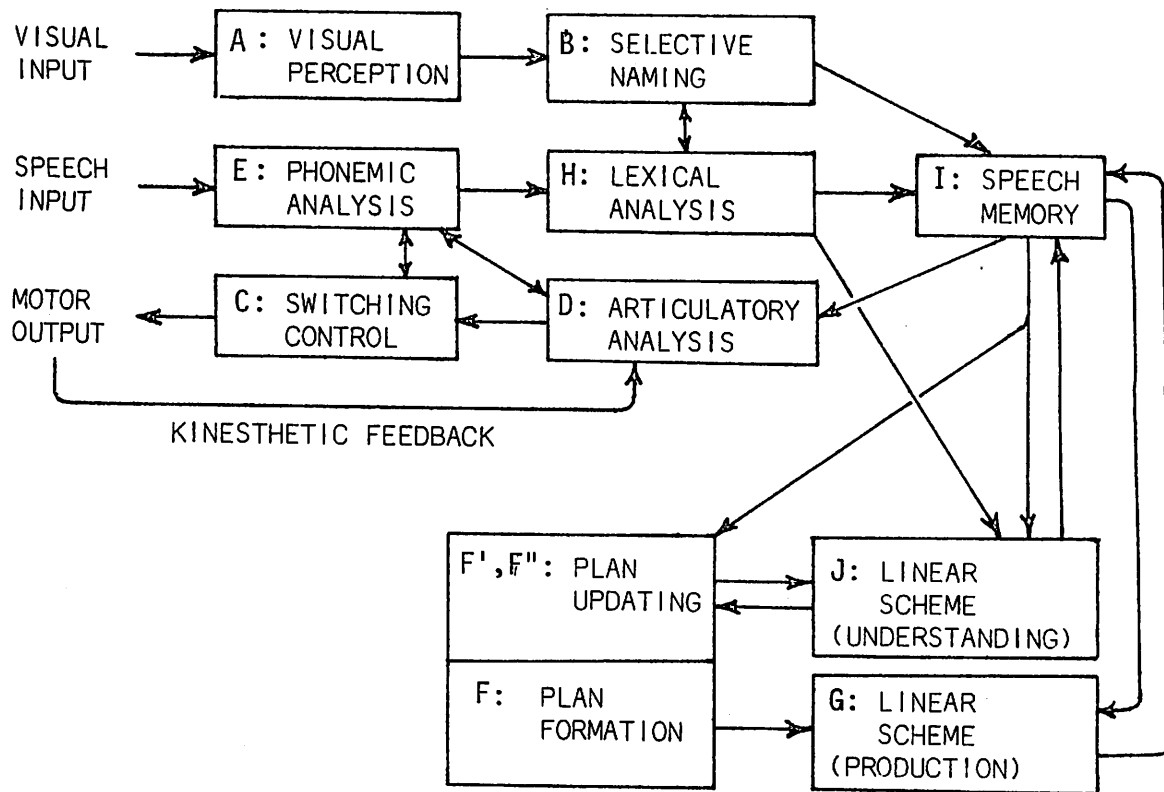 VISUAL
INPUT
A: VISUAL
PERCEPTION
B: SELECTIVE
NAMING
SPEECH
INPUT
E: PHONEMIC
ANALYSIS
H: LEXICAL
ANALYSIS
I: SPEECH
MEMORY
MOTOR
OUTPUT
C: SWITCHING
CONTROL
D: ARTICULATORY
ANALYSIS
KINESTHETIC FEEDBACK
F',F": PLAN
UPDATING
J: LINEAR
SCHEME
(UNDERSTANDING)
F: PLAN
FORMATION
G: LINEAR
SCHEME
(PRODUCTION)